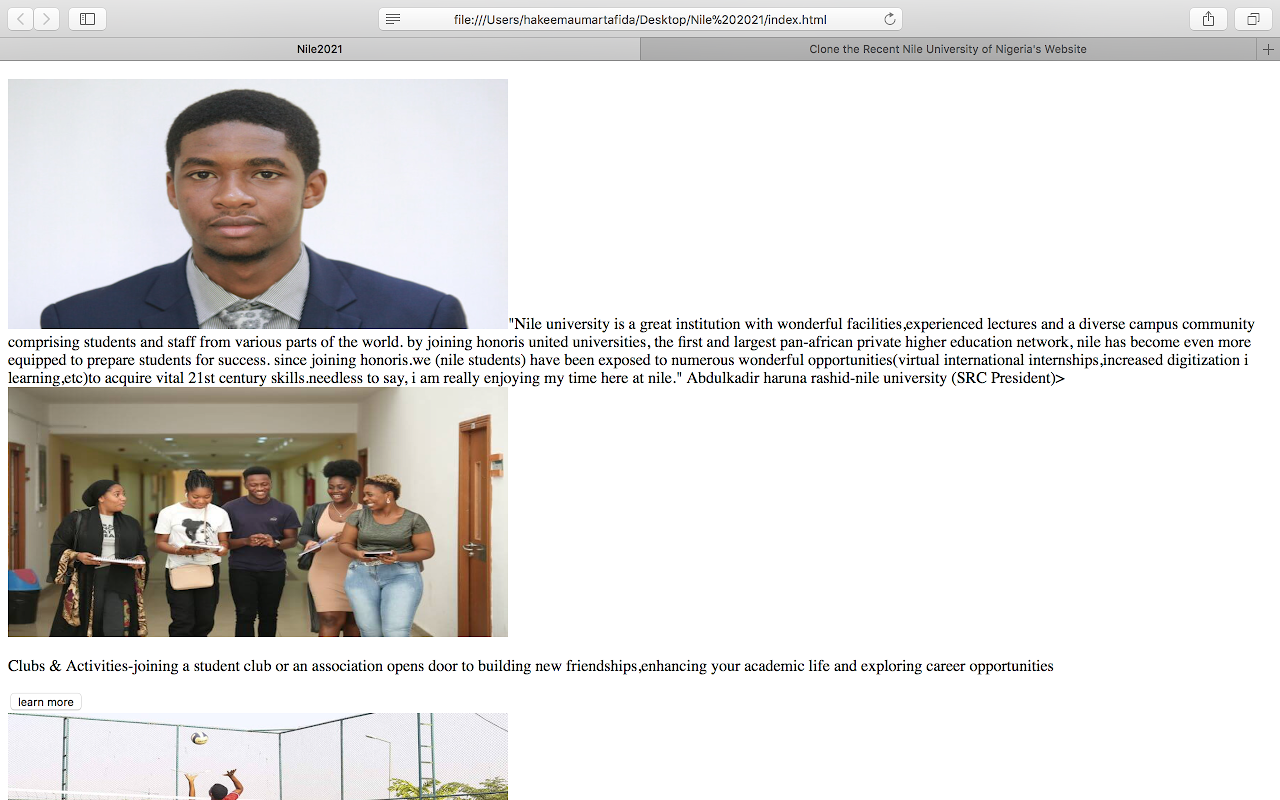 file:///Users/hakeemaumartafida/Desktop/Nile%202021/index.html
Nile2021
Clone the Recent Nile University of Nigeria's Website
"Nile university is a great institution with wonderful facilities,experienced lectures and a diverse campus community
comprising students and staff from various parts of the world. by joining honoris united universities, the first and largest pan-african private higher education network, nile has become even more
equipped to prepare students for success. since joining honoris.we (nile students) have been exposed to numerous wonderful opportunities(virtual international internships,increased digitization i
learning,etc)to acquire vital 21st century skills.needless to say, i am really enjoying my time here at nile." Abdulkadir haruna rashid-nile university (SRC President)>
Clubs & Activities-joining a student club or an association opens door to building new friendships,enhancing your academic life and exploring career opportunities
learn more